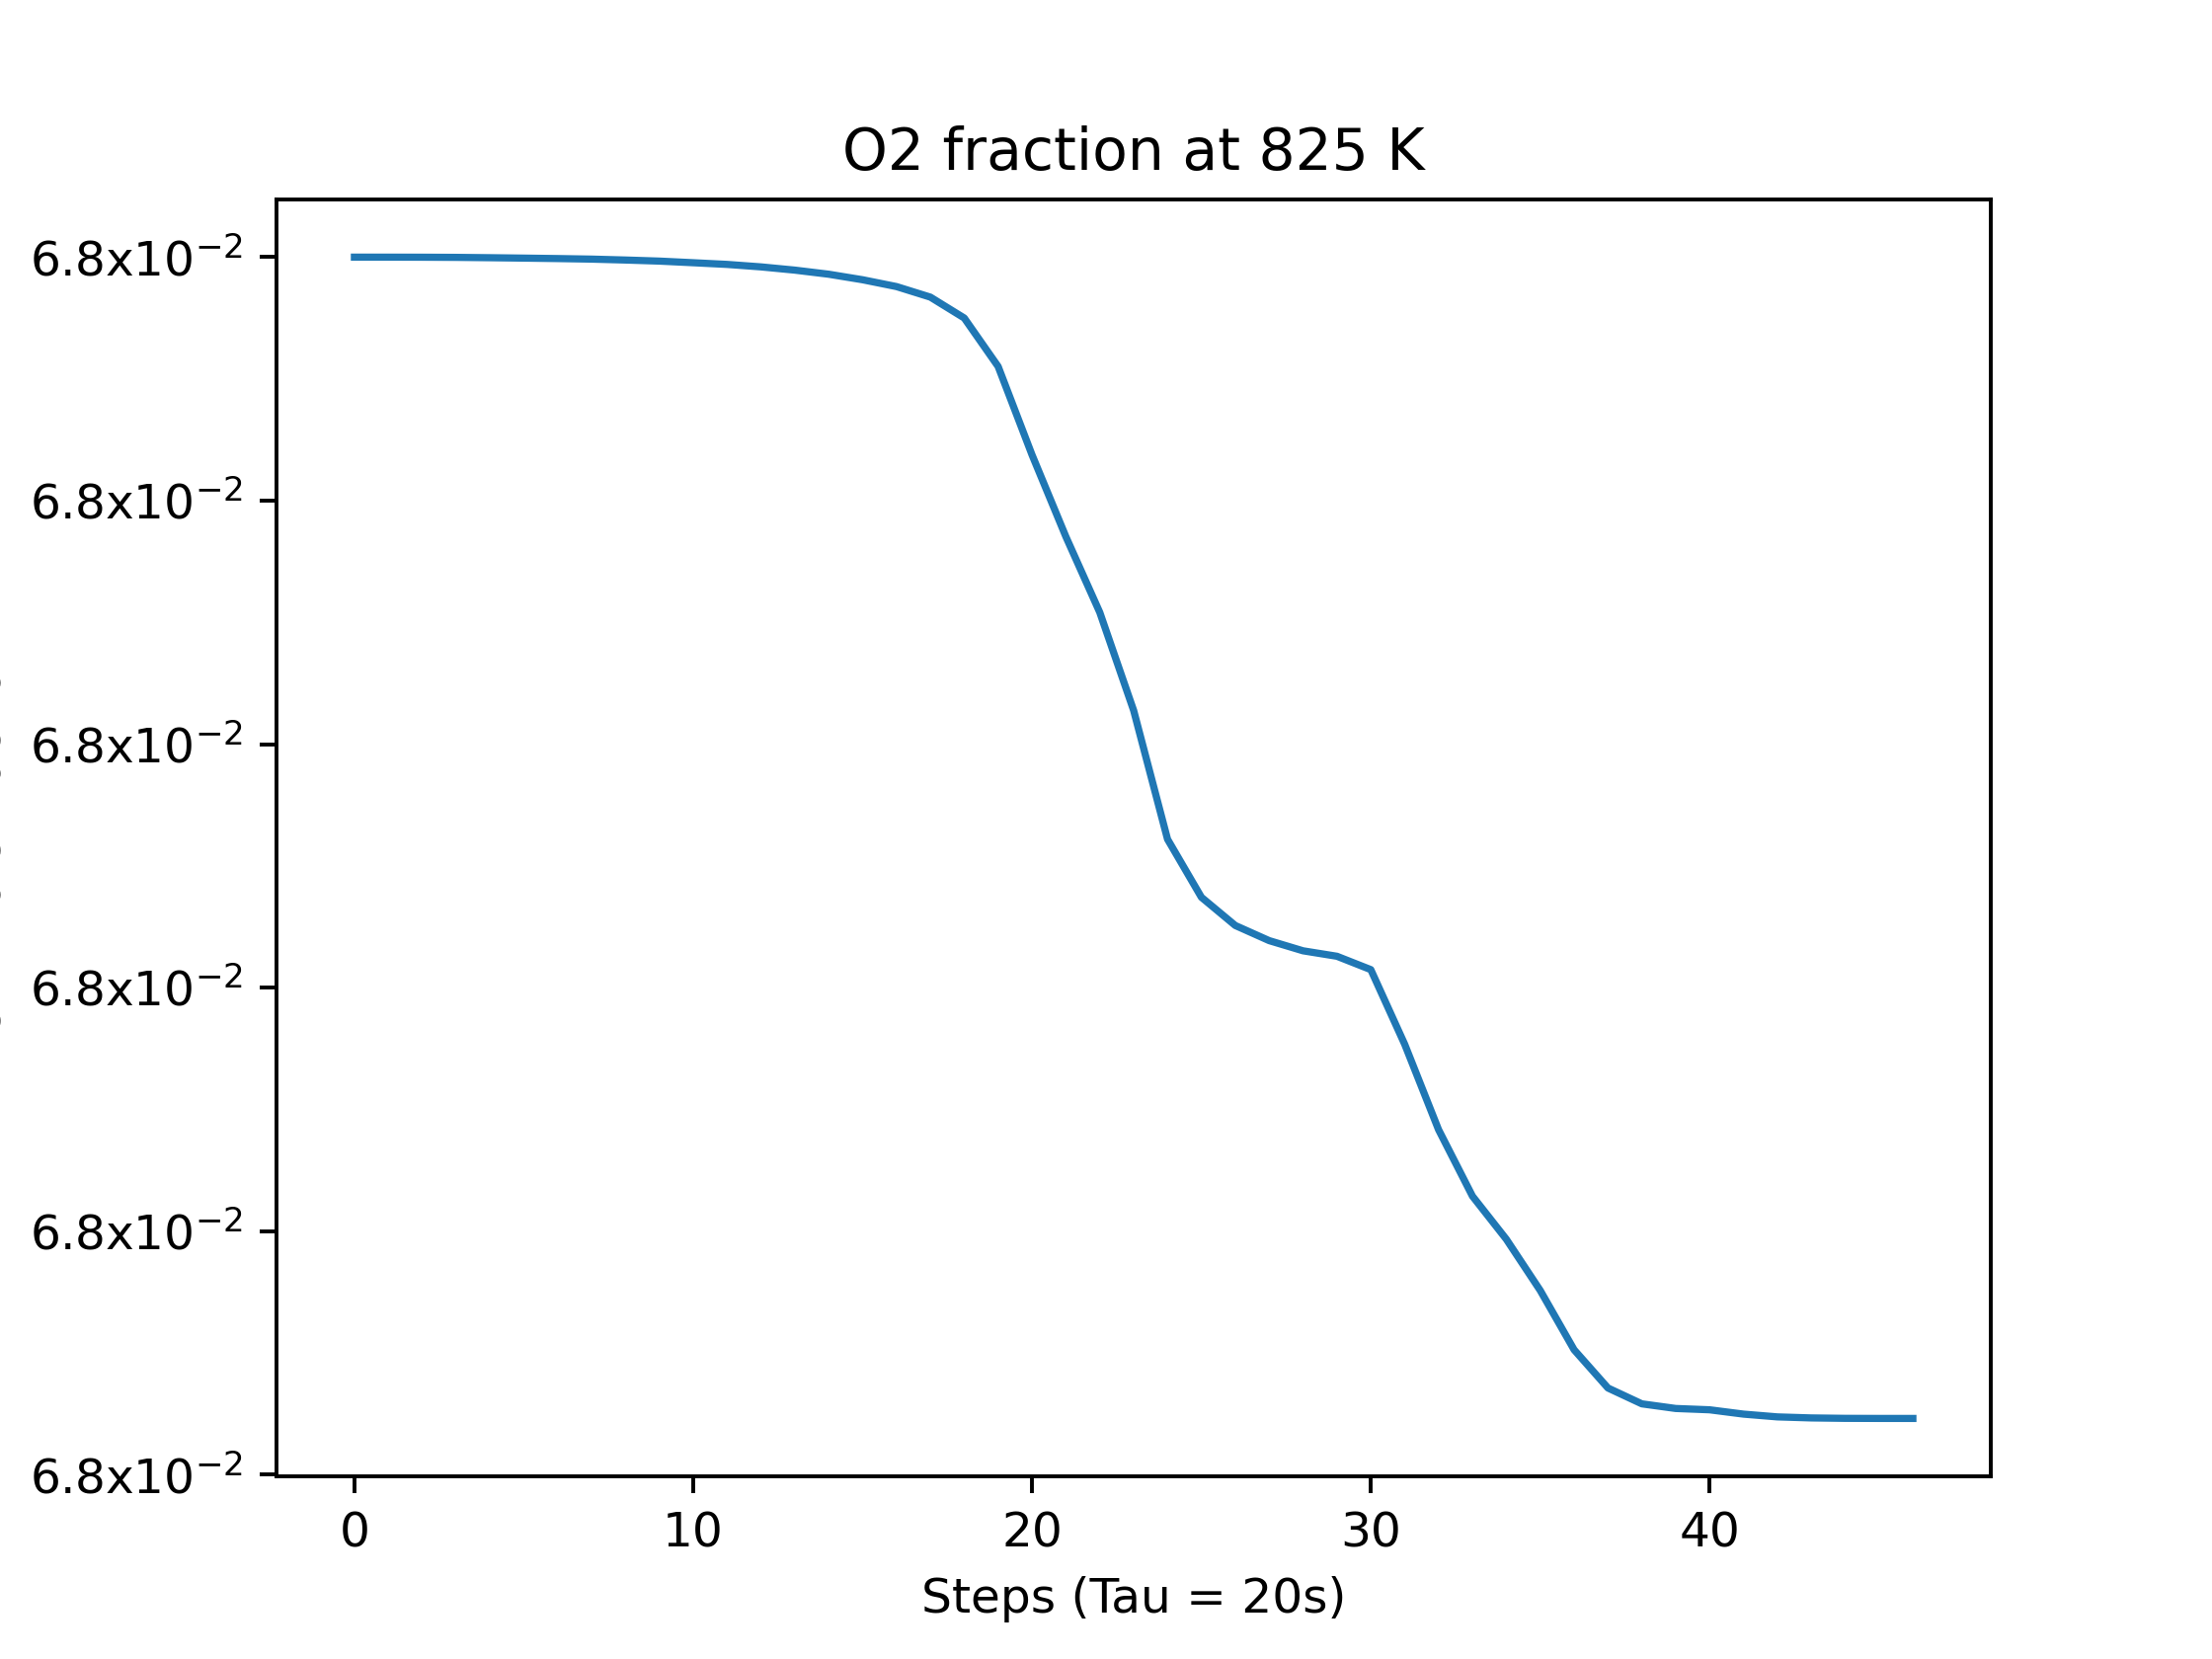 O2 fraction at 825 K
6.8x10⁻²
6.8x10⁻²
6.8x10⁻²
6.8x10⁻²
6.8x10⁻²
6.8x10⁻²
0 10 20 30 40
Steps (Tau = 20s)